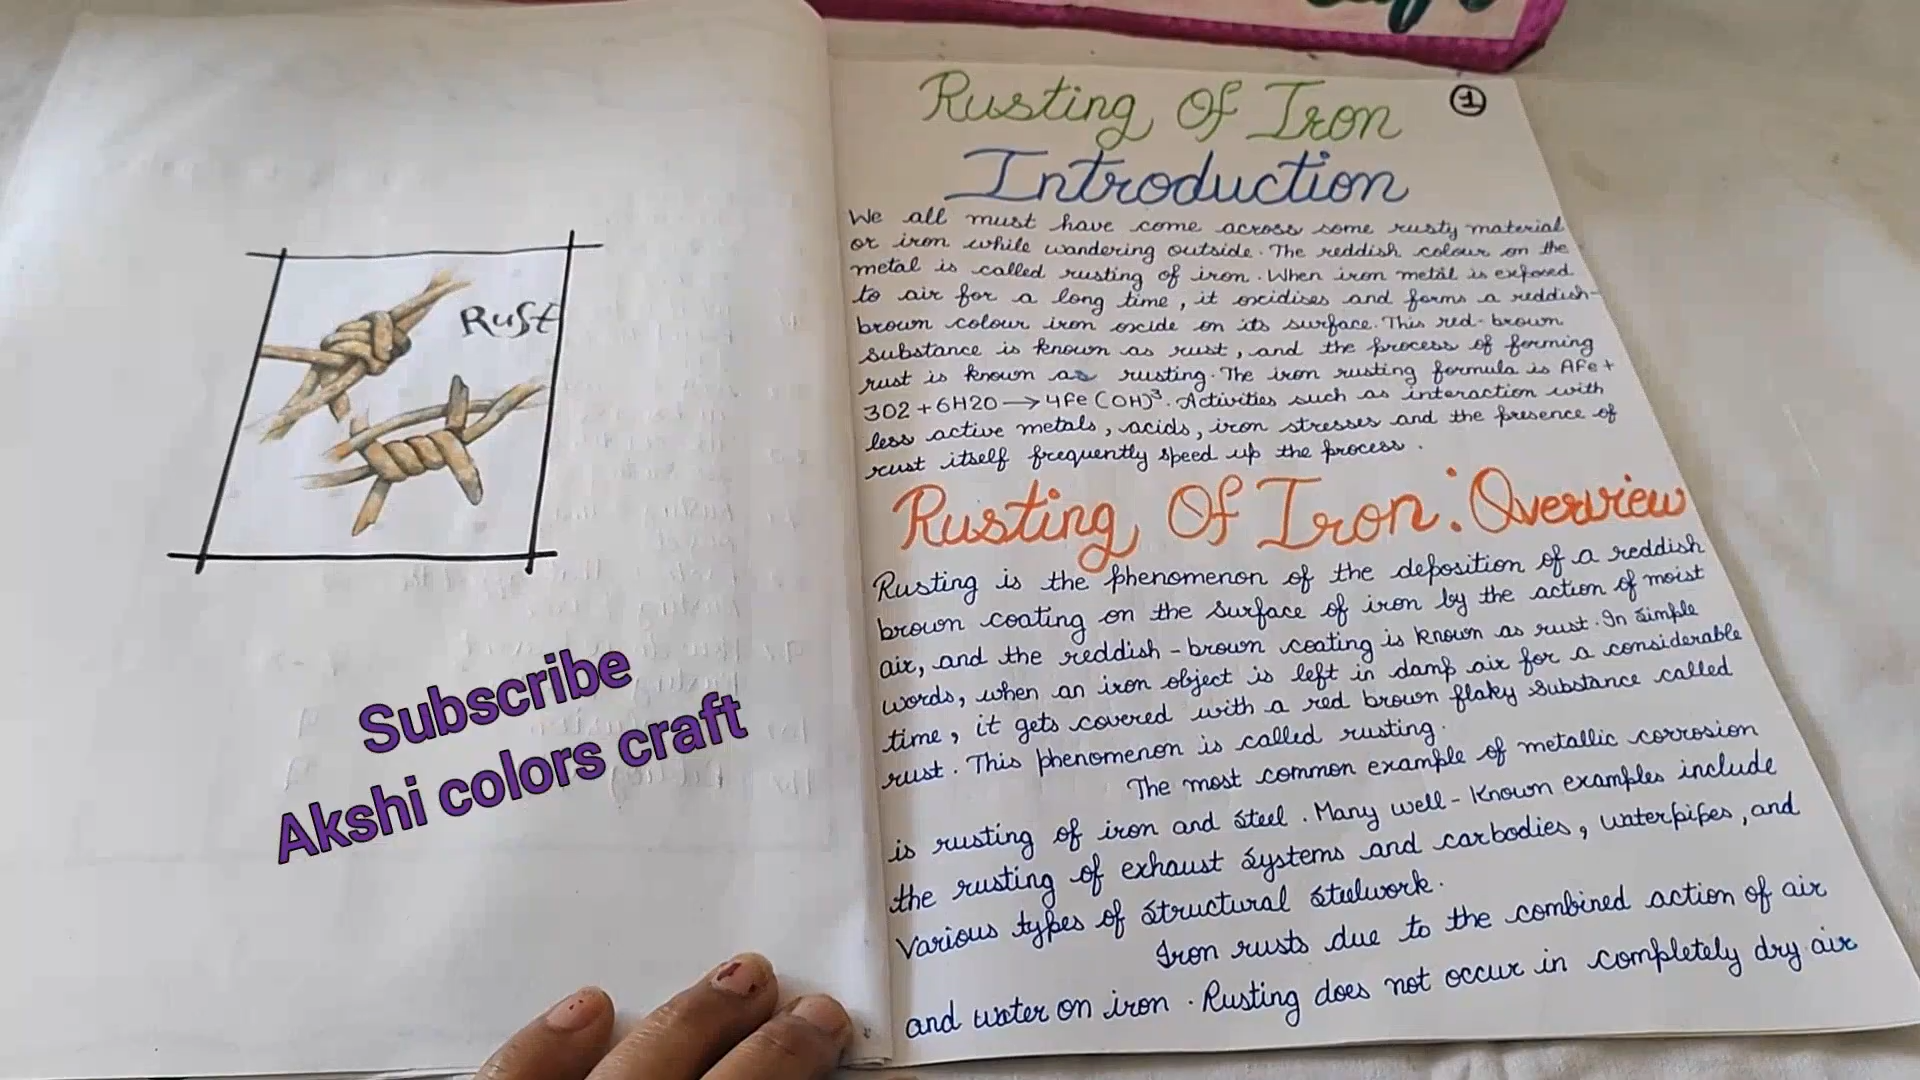 Rust
Subscribe
Akshi colors craft
Rusting Of Iron
1
Introduction
We all must have come across some rusty material
or iron while wandering outside. The reddish colour on the
metal is called rusting of iron. When iron metal is exposed
to air for a long time, it oxidises and forms a reddish-
brown colour iron oxide on its surface. This red-brown
substance is known as rust, and the process of forming
rust is known as rusting. The iron rusting formula is AFe+
3O2+6H2O → 4Fe(OH)³. Activities such as interaction with
less active metals, acids, iron stresses and the presence of
rust itself frequently speed up the process.
Rusting Of Iron: Overview
Rusting is the phenomenon of the deposition of a reddish
brown coating on the surface of iron by the action of moist
air, and the reddish-brown coating is known as rust. In simple
words, when an iron object is left in damp air for a considerable
time, it gets covered with a red brown flaky substance called
rust. This phenomenon is called rusting.
The most common example of metallic corrosion
is rusting of iron and steel. Many well-known examples include
the rusting of exhaust systems and carbodies, waterpipes, and
various types of structural steelwork.
Iron rusts due to the combined action of air
and water on iron. Rusting does not occur in completely dry air